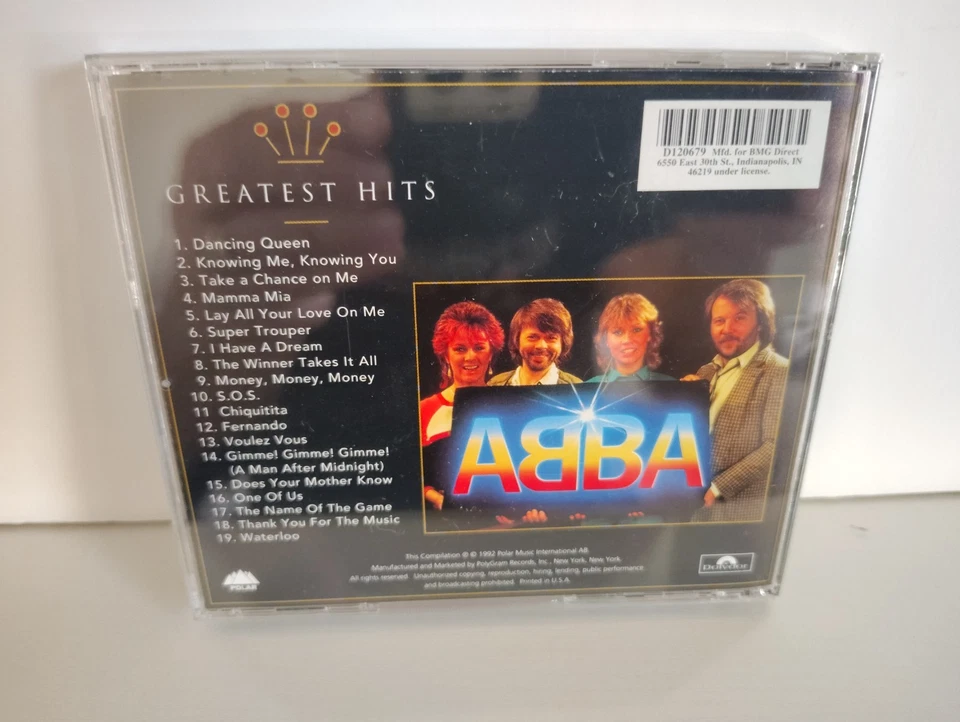 GREATEST HITS
1. Dancing Queen
2. Knowing Me, Knowing You
3. Take a Chance on Me
4. Mamma Mia
5. Lay All Your Love On Me
6. Super Trouper
7. I Have A Dream
8. The Winner Takes It All
9. Money, Money, Money
10. S.O.S.
11 Chiquitita
12. Fernando
13. Voulez Vous
14. Gimme! Gimme! Gimme!
(A Man After Midnight)
15. Does Your Mother Know
16. One Of Us
17. The Name Of The Game
18. Thank You For The Music
19. Waterloo
D120679 Mfd. for BMG Direct
6550 East 30th St., Indianapolis, IN
46219 under license.
ABBA
This Compilation ℗ © 1992 Polar Music International AB.
Manufactured and Marketed by PolyGram Records, Inc., New York, New York.
All rights reserved. Unauthorized copying, reproduction, hiring, lending, public performance
and broadcasting prohibited. Printed in U.S.A.
POLAR
Polydor